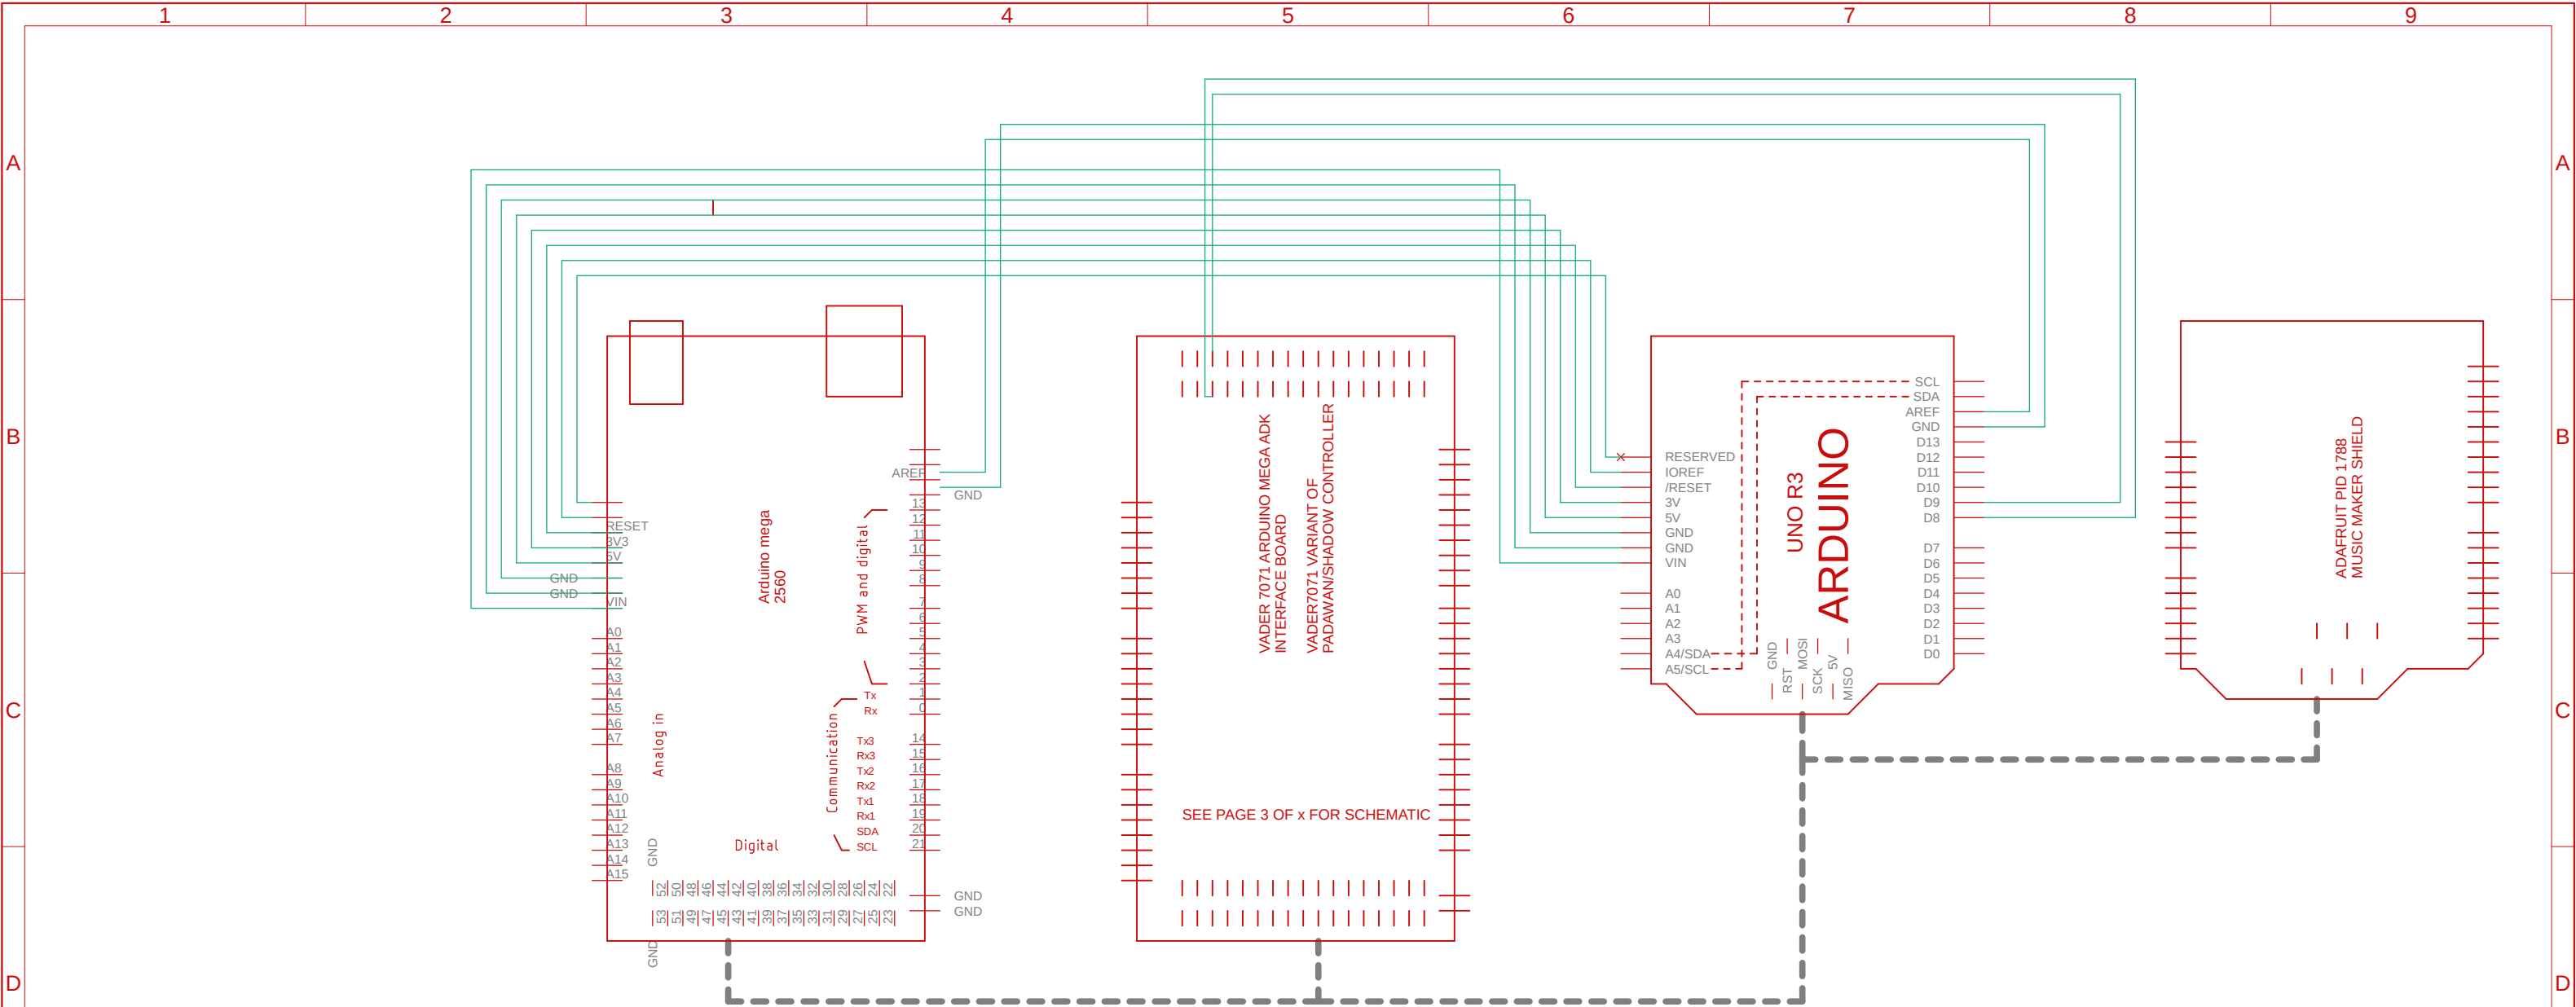 1 2 3 4 5 6 7 8 9
A
B
C
D
A
B
C
D
RESET
3V3
5V
GND
GND
VIN
A0
A1
A2
A3
A4
A5
A6
A7
A8
A9
A10
A11
A12
A13
A14
A15
Analog in
Arduino mega
2560
AREF
GND
13
12
11
10
9
8
7
6
5
4
3
2
1
0
14
15
16
17
18
19
20
21
PWM and digital
Communication
Tx
Rx
Tx3
Rx3
Tx2
Rx2
Tx1
Rx1
SDA
SCL
Digital
GND
52 50 48 46 44 42 40 38 36 34 32 30 28 26 24 22
53 51 49 47 45 43 41 39 37 35 33 31 29 27 25 23
GND
GND
GND
VADER 7071 ARDUINO MEGA ADK
INTERFACE BOARD
VADER7071 VARIANT OF
PADAWAN/SHADOW CONTROLLER
SEE PAGE 3 OF x FOR SCHEMATIC
RESERVED
IOREF
/RESET
3V
5V
GND
GND
VIN
A0
A1
A2
A3
A4/SDA
A5/SCL
UNO R3
ARDUINO
SCL
SDA
AREF
GND
D13
D12
D11
D10
D9
D8
D7
D6
D5
D4
D3
D2
D1
D0
GND
RST
MOSI
SCK
5V
MISO
ADAFRUIT PID 1788
MUSIC MAKER SHIELD